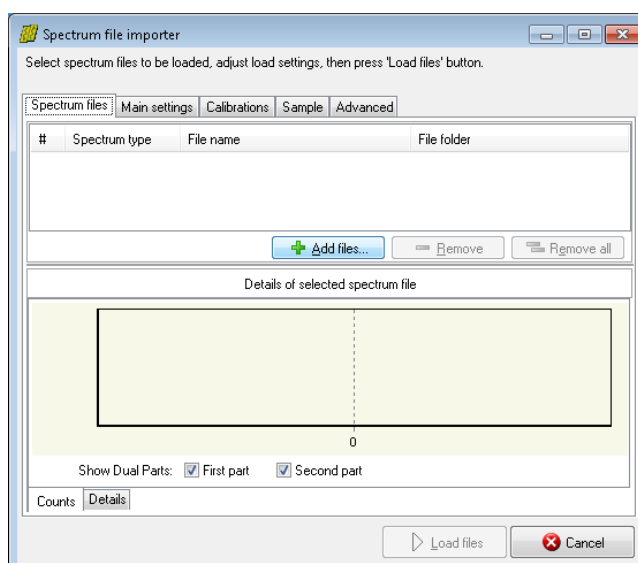 Spectrum file importer
Select spectrum files to be loaded, adjust load settings, then press 'Load files' button.
Spectrum files Main settings Calibrations Sample Advanced
# Spectrum type File name File folder
Add files... Remove Remove all
Details of selected spectrum file
0
Show Dual Parts: First part Second part
Counts Details
Load files Cancel